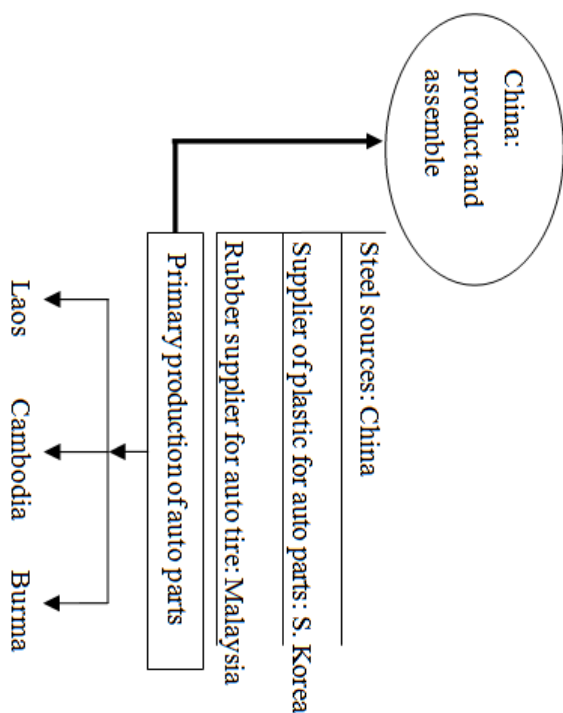 China:
product and
assemble
Steel sources: China
Supplier of plastic for auto parts: S. Korea
Rubber supplier for auto tire: Malaysia
Primary production of auto parts
Laos
Cambodia
Burma